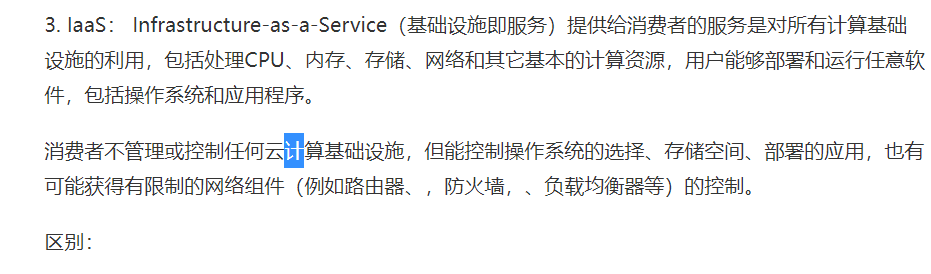 3. IaaS： Infrastructure-as-a-Service（基础设施即服务）提供给消费者的服务是对所有计算基础
设施的利用，包括处理CPU、内存、存储、网络和其它基本的计算资源，用户能够部署和运行任意软
件，包括操作系统和应用程序。
消费者不管理或控制任何云计算基础设施，但能控制操作系统的选择、存储空间、部署的应用，也有
可能获得有限制的网络组件（例如路由器、，防火墙，、负载均衡器等）的控制。
区别：